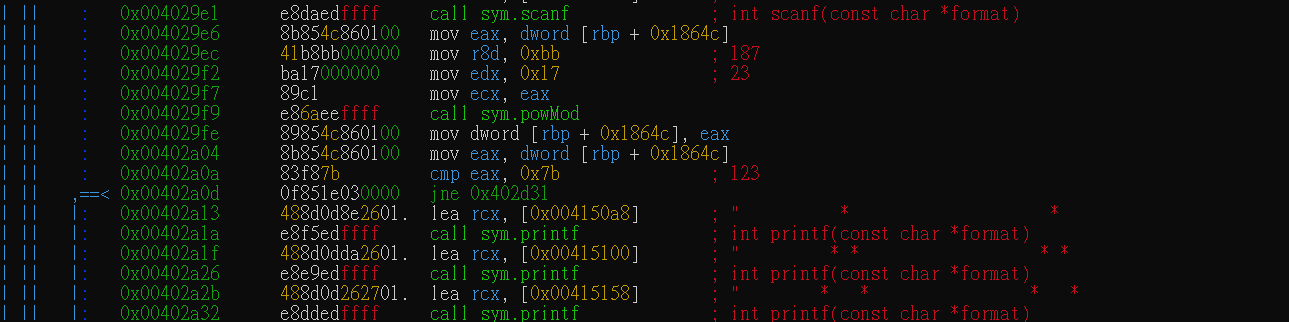 | || : 0x004029e1 e8daedffff call sym.scanf ; int scanf(const char *format)
| || : 0x004029e6 8b854c860100 mov eax, dword [rbp + 0x1864c]
| || : 0x004029ec 41b8bb000000 mov r8d, 0xbb ; 187
| || : 0x004029f2 ba17000000 mov edx, 0x17 ; 23
| || : 0x004029f7 89c1 mov ecx, eax
| || : 0x004029f9 e86aeeffff call sym.powMod
| || : 0x004029fe 89854c860100 mov dword [rbp + 0x1864c], eax
| || : 0x00402a04 8b854c860100 mov eax, dword [rbp + 0x1864c]
| || : 0x00402a0a 83f87b cmp eax, 0x7b ; 123
| || ,==< 0x00402a0d 0f851e030000 jne 0x402d31
| || |: 0x00402a13 488d0d8e2601. lea rcx, [0x004150a8] ; " * *
| || |: 0x00402a1a e8f5edffff call sym.printf ; int printf(const char *format)
| || |: 0x00402a1f 488d0dda2601. lea rcx, [0x00415100] ; " * * * *
| || |: 0x00402a26 e8e9edffff call sym.printf ; int printf(const char *format)
| || |: 0x00402a2b 488d0d262701. lea rcx, [0x00415158] ; " * * * *
| || |: 0x00402a32 e8ddedffff call sym.printf ; int printf(const char *format)